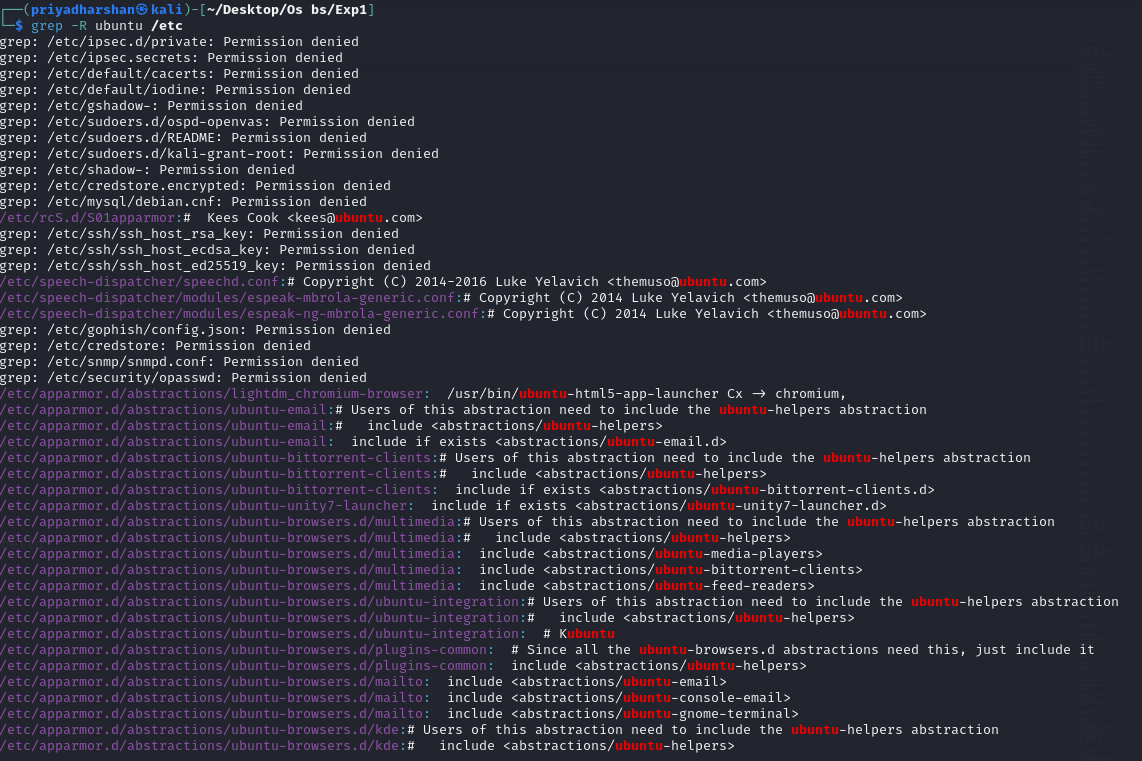 ┌──(priyadharshan㉿kali)-[~/Desktop/Os bs/Exp1]
└─$ grep -R ubuntu /etc
grep: /etc/ipsec.d/private: Permission denied
grep: /etc/ipsec.secrets: Permission denied
grep: /etc/default/cacerts: Permission denied
grep: /etc/default/iodine: Permission denied
grep: /etc/gshadow-: Permission denied
grep: /etc/sudoers.d/ospd-openvas: Permission denied
grep: /etc/sudoers.d/README: Permission denied
grep: /etc/sudoers.d/kali-grant-root: Permission denied
grep: /etc/shadow-: Permission denied
grep: /etc/credstore.encrypted: Permission denied
grep: /etc/mysql/debian.cnf: Permission denied
/etc/rcS.d/S01apparmor:#  Kees Cook <kees@ubuntu.com>
grep: /etc/ssh/ssh_host_rsa_key: Permission denied
grep: /etc/ssh/ssh_host_ecdsa_key: Permission denied
grep: /etc/ssh/ssh_host_ed25519_key: Permission denied
/etc/speech-dispatcher/speechd.conf:# Copyright (C) 2014-2016 Luke Yelavich <themuso@ubuntu.com>
/etc/speech-dispatcher/modules/espeak-mbrola-generic.conf:# Copyright (C) 2014 Luke Yelavich <themuso@ubuntu.com>
/etc/speech-dispatcher/modules/espeak-ng-mbrola-generic.conf:# Copyright (C) 2014 Luke Yelavich <themuso@ubuntu.com>
grep: /etc/gophish/config.json: Permission denied
grep: /etc/credstore: Permission denied
grep: /etc/snmp/snmpd.conf: Permission denied
grep: /etc/security/opasswd: Permission denied
/etc/apparmor.d/abstractions/lightdm_chromium-browser:  /usr/bin/ubuntu-html5-app-launcher Cx -> chromium,
/etc/apparmor.d/abstractions/ubuntu-email:# Users of this abstraction need to include the ubuntu-helpers abstraction
/etc/apparmor.d/abstractions/ubuntu-email:#   include <abstractions/ubuntu-helpers>
/etc/apparmor.d/abstractions/ubuntu-email:  include if exists <abstractions/ubuntu-email.d>
/etc/apparmor.d/abstractions/ubuntu-bittorrent-clients:# Users of this abstraction need to include the ubuntu-helpers abstraction
/etc/apparmor.d/abstractions/ubuntu-bittorrent-clients:#   include <abstractions/ubuntu-helpers>
/etc/apparmor.d/abstractions/ubuntu-bittorrent-clients:  include if exists <abstractions/ubuntu-bittorrent-clients.d>
/etc/apparmor.d/abstractions/ubuntu-unity7-launcher:  include if exists <abstractions/ubuntu-unity7-launcher.d>
/etc/apparmor.d/abstractions/ubuntu-browsers.d/multimedia:# Users of this abstraction need to include the ubuntu-helpers abstraction
/etc/apparmor.d/abstractions/ubuntu-browsers.d/multimedia:#   include <abstractions/ubuntu-helpers>
/etc/apparmor.d/abstractions/ubuntu-browsers.d/multimedia:  include <abstractions/ubuntu-media-players>
/etc/apparmor.d/abstractions/ubuntu-browsers.d/multimedia:  include <abstractions/ubuntu-bittorrent-clients>
/etc/apparmor.d/abstractions/ubuntu-browsers.d/multimedia:  include <abstractions/ubuntu-feed-readers>
/etc/apparmor.d/abstractions/ubuntu-browsers.d/ubuntu-integration:# Users of this abstraction need to include the ubuntu-helpers abstraction
/etc/apparmor.d/abstractions/ubuntu-browsers.d/ubuntu-integration:#   include <abstractions/ubuntu-helpers>
/etc/apparmor.d/abstractions/ubuntu-browsers.d/ubuntu-integration:  # Kubuntu
/etc/apparmor.d/abstractions/ubuntu-browsers.d/plugins-common:  # Since all the ubuntu-browsers.d abstractions need this, just include it
/etc/apparmor.d/abstractions/ubuntu-browsers.d/plugins-common:  include <abstractions/ubuntu-helpers>
/etc/apparmor.d/abstractions/ubuntu-browsers.d/mailto:  include <abstractions/ubuntu-email>
/etc/apparmor.d/abstractions/ubuntu-browsers.d/mailto:  include <abstractions/ubuntu-console-email>
/etc/apparmor.d/abstractions/ubuntu-browsers.d/mailto:  include <abstractions/ubuntu-gnome-terminal>
/etc/apparmor.d/abstractions/ubuntu-browsers.d/kde:# Users of this abstraction need to include the ubuntu-helpers abstraction
/etc/apparmor.d/abstractions/ubuntu-browsers.d/kde:#   include <abstractions/ubuntu-helpers>